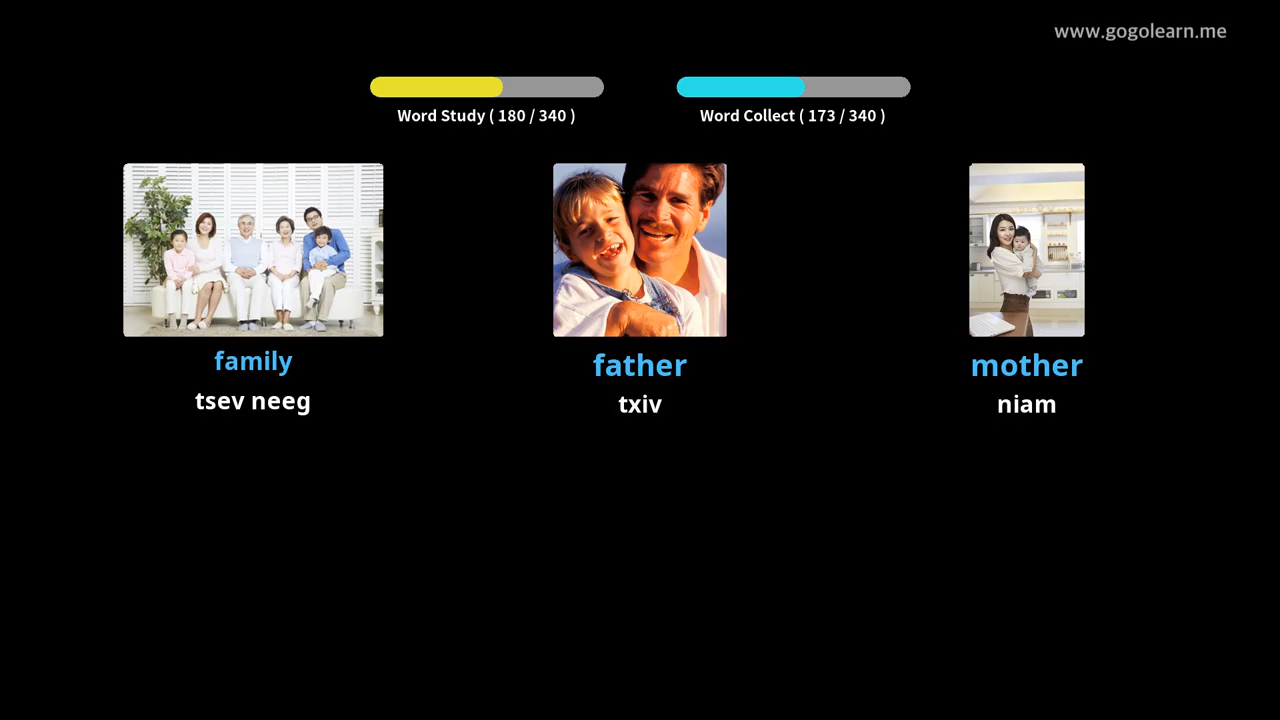 www.gogolearn.me
Word Study ( 180 / 340 )
Word Collect ( 173 / 340 )
family
tsev neeg
father
txiv
mother
niam